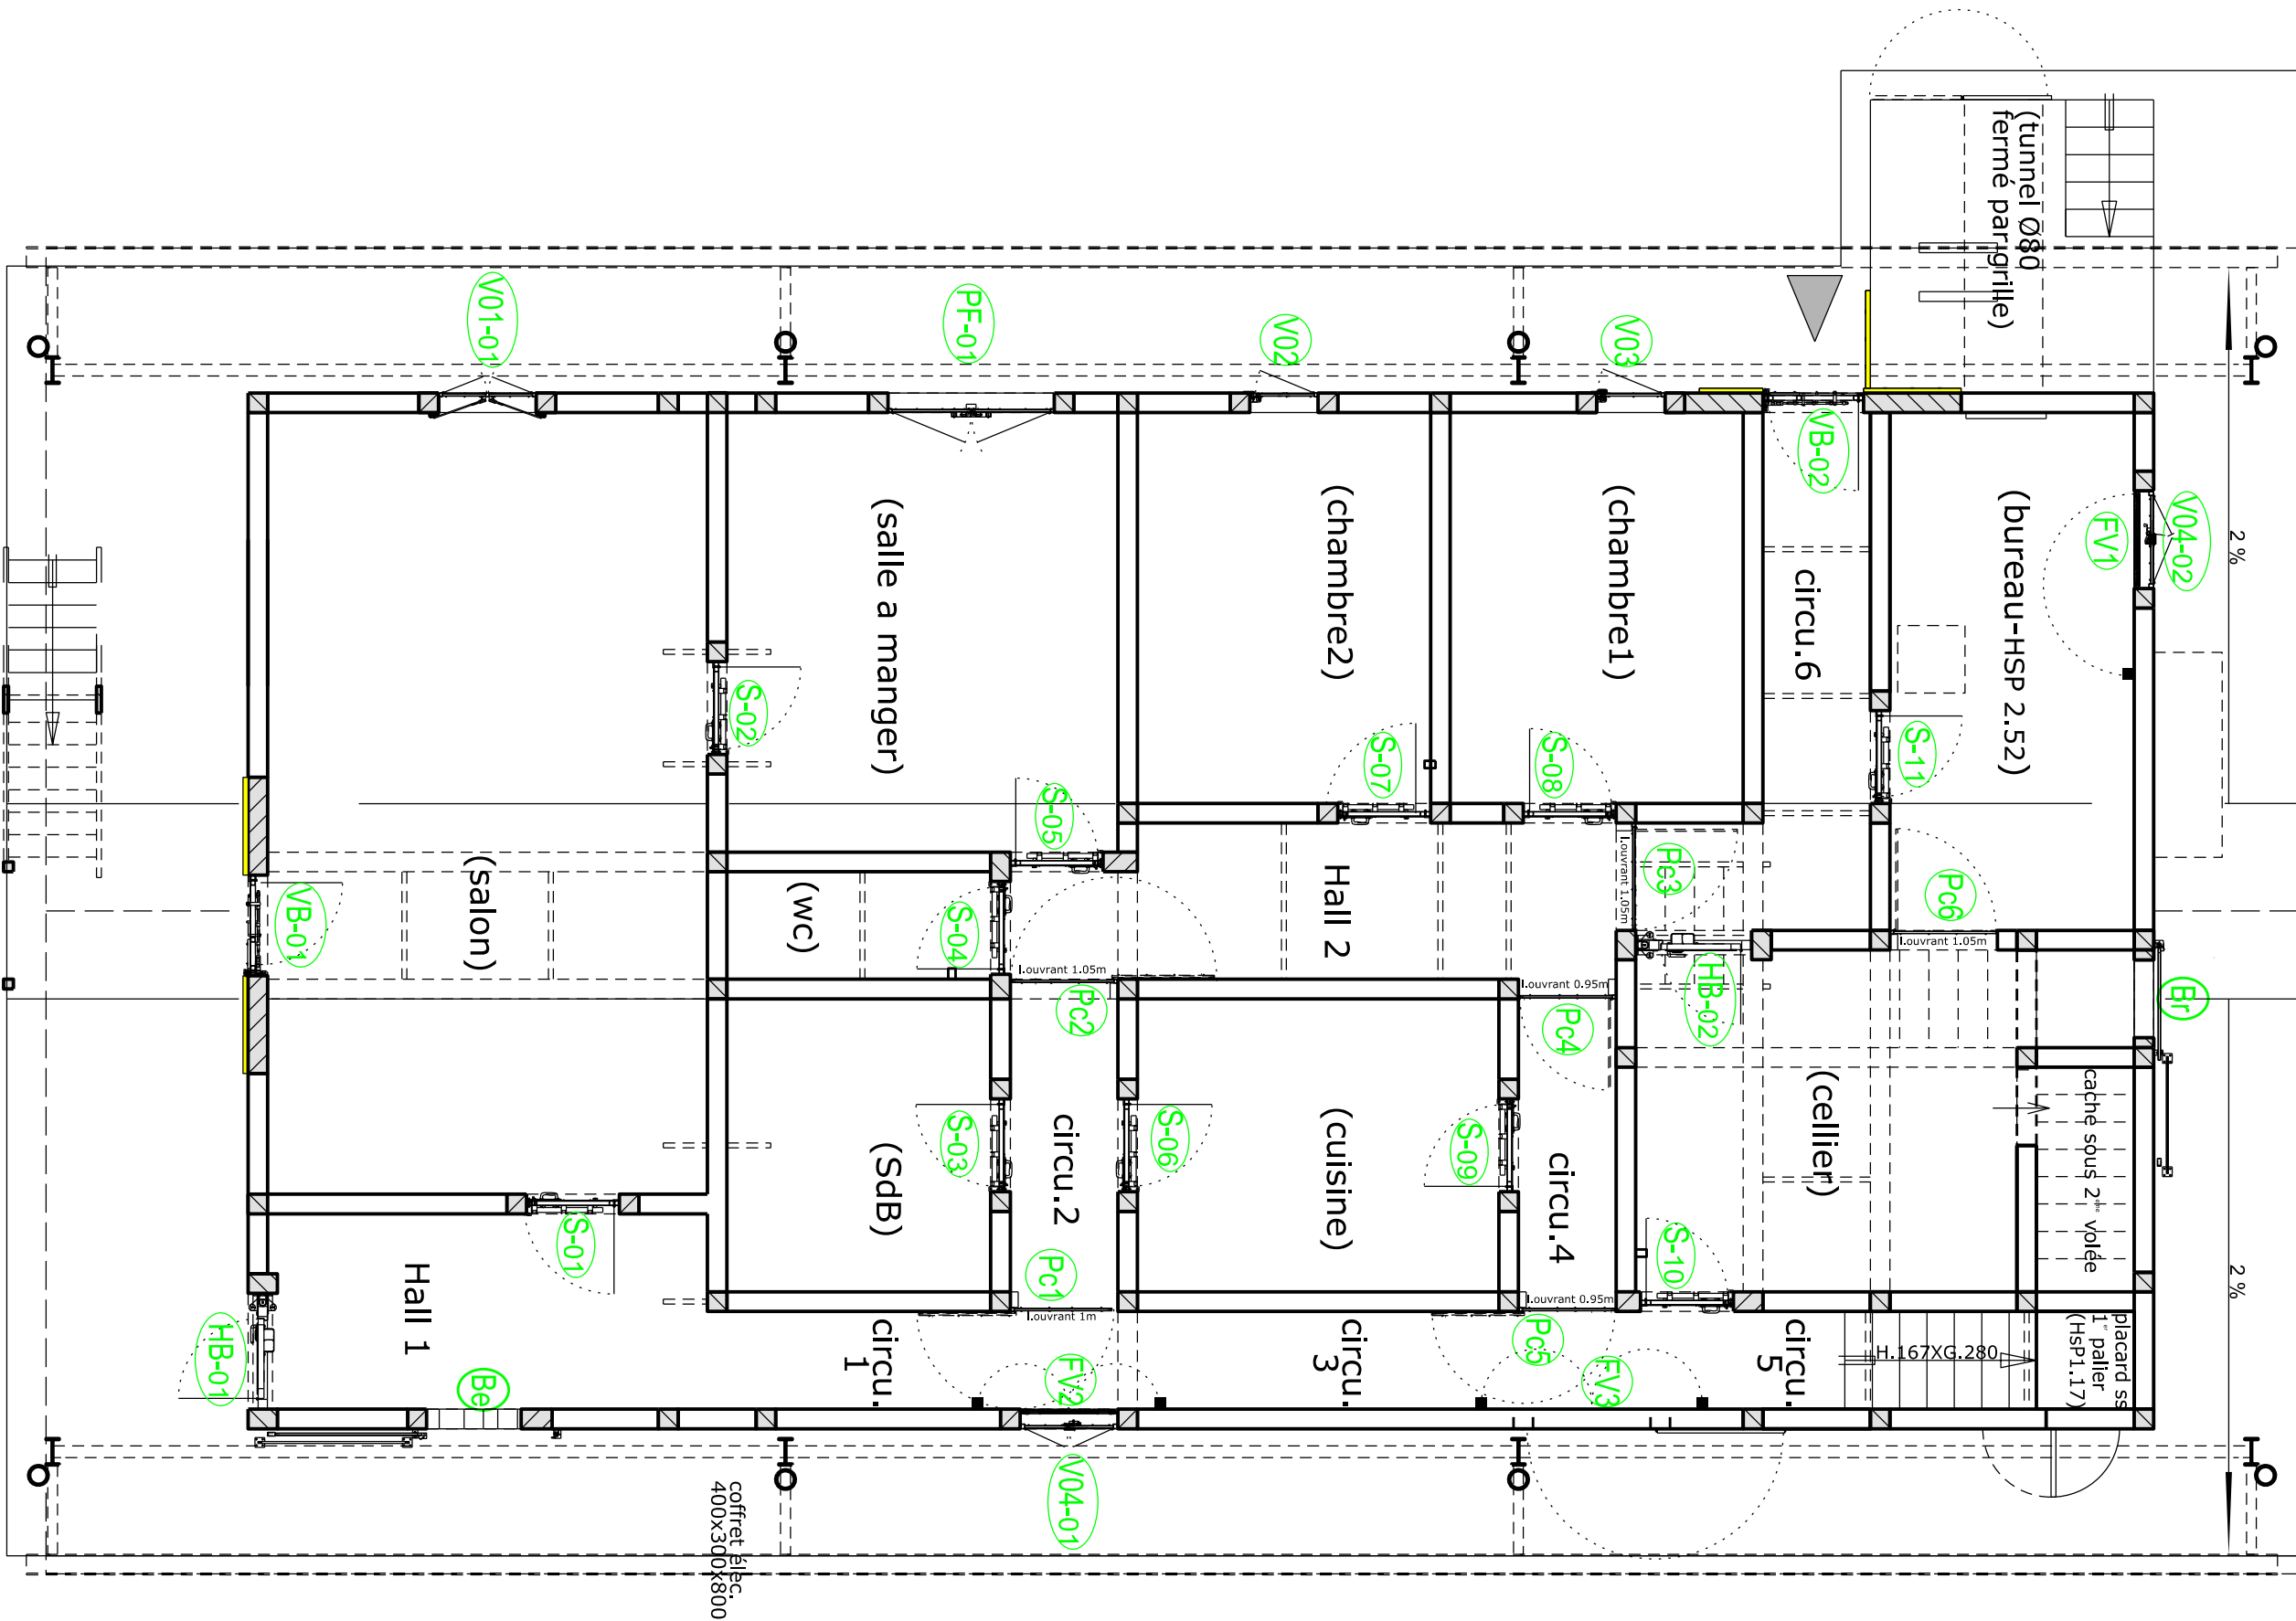 (tunnel Ø880
fermé par grille)
V01-01
PF-01
V02
V03
VB-02
V04-02
FV1
2 %
(salle a manger)
(chambre2)
(chambre1)
circu.6
(bureau-HSP 2.52)
S-02
S-05
S-07
S-08
S-11
VB-01
(salon)
(wc)
S-04
Hall 2
Pc3
l.ouvrant 1.05m
Pc6
l.ouvrant 1.05m
l.ouvrant 1.05m
Pc2
l.ouvrant 0.95m
Pc4
HB-02
Br
S-03
(SdB)
circu.2
S-06
(cuisine)
S-09
circu.4
(cellier)
cache sous 2ème volée
S-10
S-01
Hall 1
HB-01
Be
Pc1
l.ouvrant 1m
circu.
1
FV2
circu.
3
l.ouvrant 0.95m
Pc5
FV3
circu.
5
H.167XG.280
placard ss
1er palier
(HsP1.17)
2 %
V04-01
coffret élec.
400x300x800